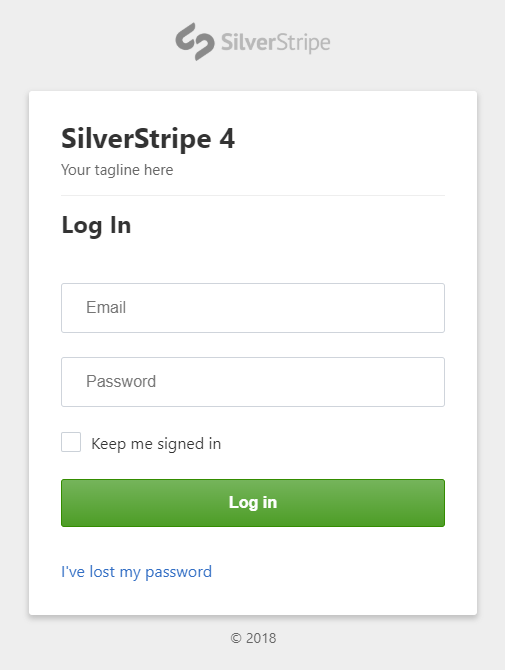 SilverStripe
SilverStripe 4
Your tagline here
Log In
Email
Password
Keep me signed in
Log in
I've lost my password
© 2018